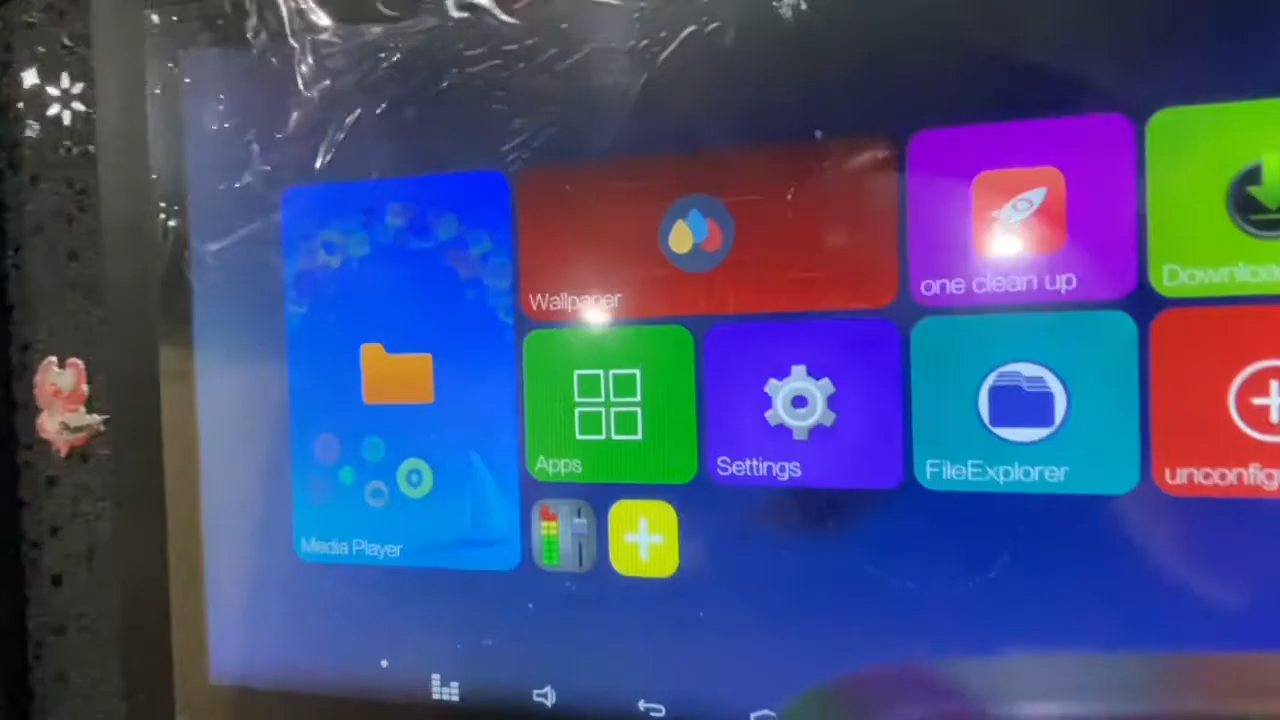 Wallpaper
one clean up
Apps
Settings
FileExplorer
Media Player